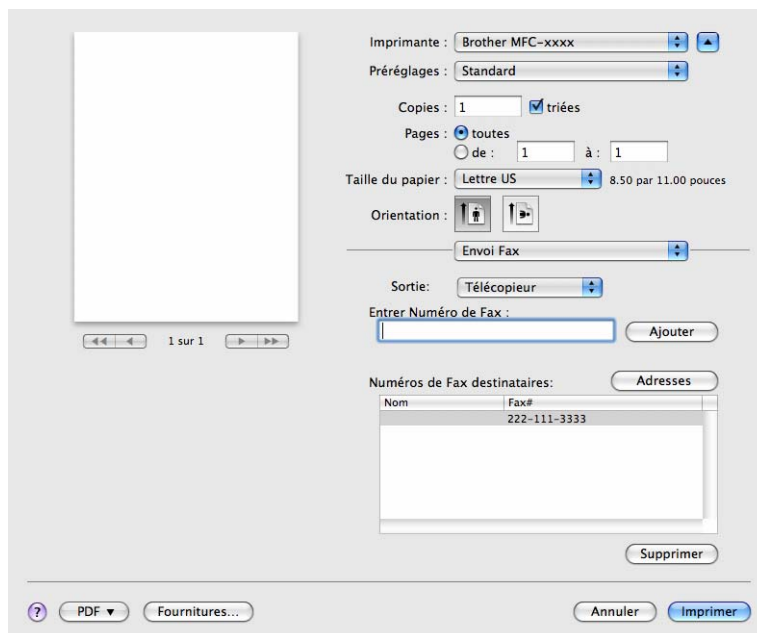 Imprimante : Brother MFC-xxxx
Préréglages : Standard
Copies : 1 triées
Pages : toutes
de : 1 à : 1
Taille du papier : Lettre US 8.50 par 11.00 pouces
Orientation :
Envoi Fax
Sortie: Télécopieur
Entrer Numéro de Fax :
Ajouter
1 sur 1
Numéros de Fax destinataires: Adresses
Nom Fax#
222-111-3333
Supprimer
? PDF ▼ Fournitures... Annuler Imprimer